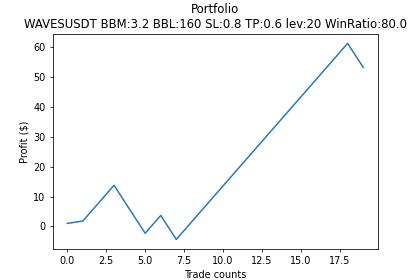 Portfolio
WAVESUSDT BBM:3.2 BBL:160 SL:0.8 TP:0.6 lev:20 WinRatio:80.0
60
50
40
30
20
10
0
Profit ($)
0.0 2.5 5.0 7.5 10.0 12.5 15.0 17.5
Trade counts